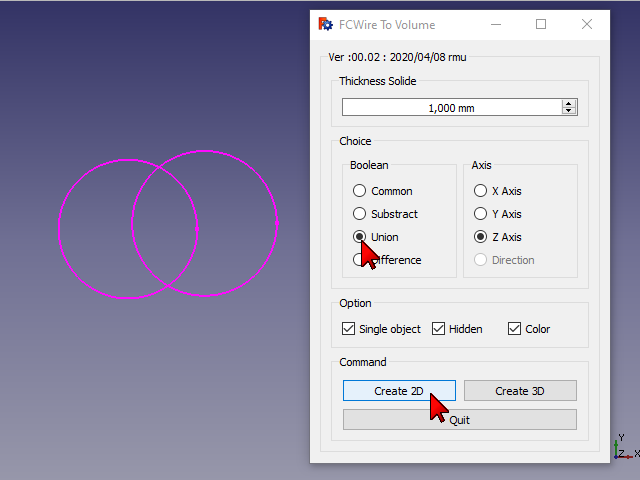 FCWire To Volume
Ver :00.02 : 2020/04/08 rmu
Thickness Solide
1,000 mm
Choice
Boolean
Common
Substract
Union
Difference
Axis
X Axis
Y Axis
Z Axis
Direction
Option
Single object Hidden Color
Command
Create 2D Create 3D
Quit
Y
Z X